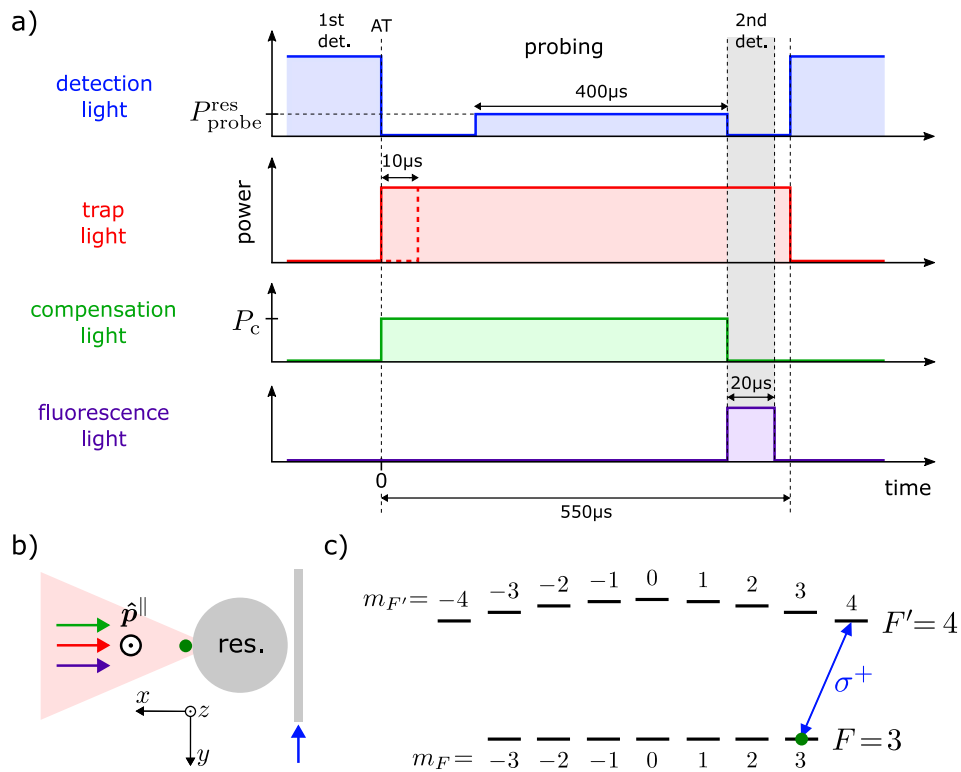 a)
1st
det.
AT
probing
2nd
det.
detection
light
P_probe^res
400μs
trap
light
10μs
power
compensation
light
P_c
fluorescence
light
20μs
0
time
550μs
b)
p̂^∥
res.
x
z
y
c)
m_F'= −4 −3 −2 −1 0 1 2 3 4
F'=4
σ⁺
F=3
m_F= −3 −2 −1 0 1 2 3